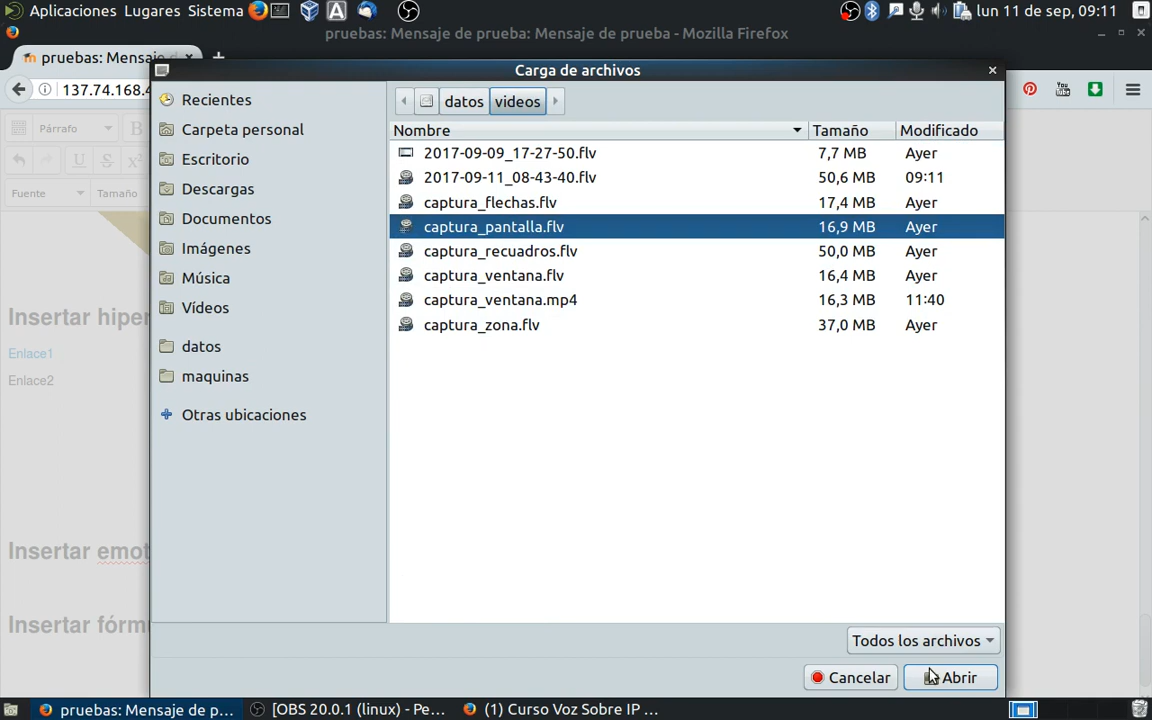 Aplicaciones Lugares Sistema
lun 11 de sep, 09:11
pruebas: Mensaje de prueba: Mensaje de prueba - Mozilla Firefox
pruebas: Mensaje d
137.74.168.4
You Tube
Carga de archivos
Recientes
Carpeta personal
Escritorio
Descargas
Documentos
Imágenes
Música
Vídeos
datos
maquinas
Otras ubicaciones
datos videos
Nombre Tamaño Modificado
2017-09-09_17-27-50.flv 7,7 MB Ayer
2017-09-11_08-43-40.flv 50,6 MB 09:11
captura_flechas.flv 17,4 MB Ayer
captura_pantalla.flv 16,9 MB Ayer
captura_recuadros.flv 50,0 MB Ayer
captura_ventana.flv 16,4 MB Ayer
captura_ventana.mp4 16,3 MB 11:40
captura_zona.flv 37,0 MB Ayer
Todos los archivos
Cancelar Abrir
Párrafo B
U S x²
Fuente Tamaño
Insertar hiper
Enlace1
Enlace2
Insertar emot
Insertar fórm
pruebas: Mensaje de p... [OBS 20.0.1 (linux) - Pe... (1) Curso Voz Sobre IP ...